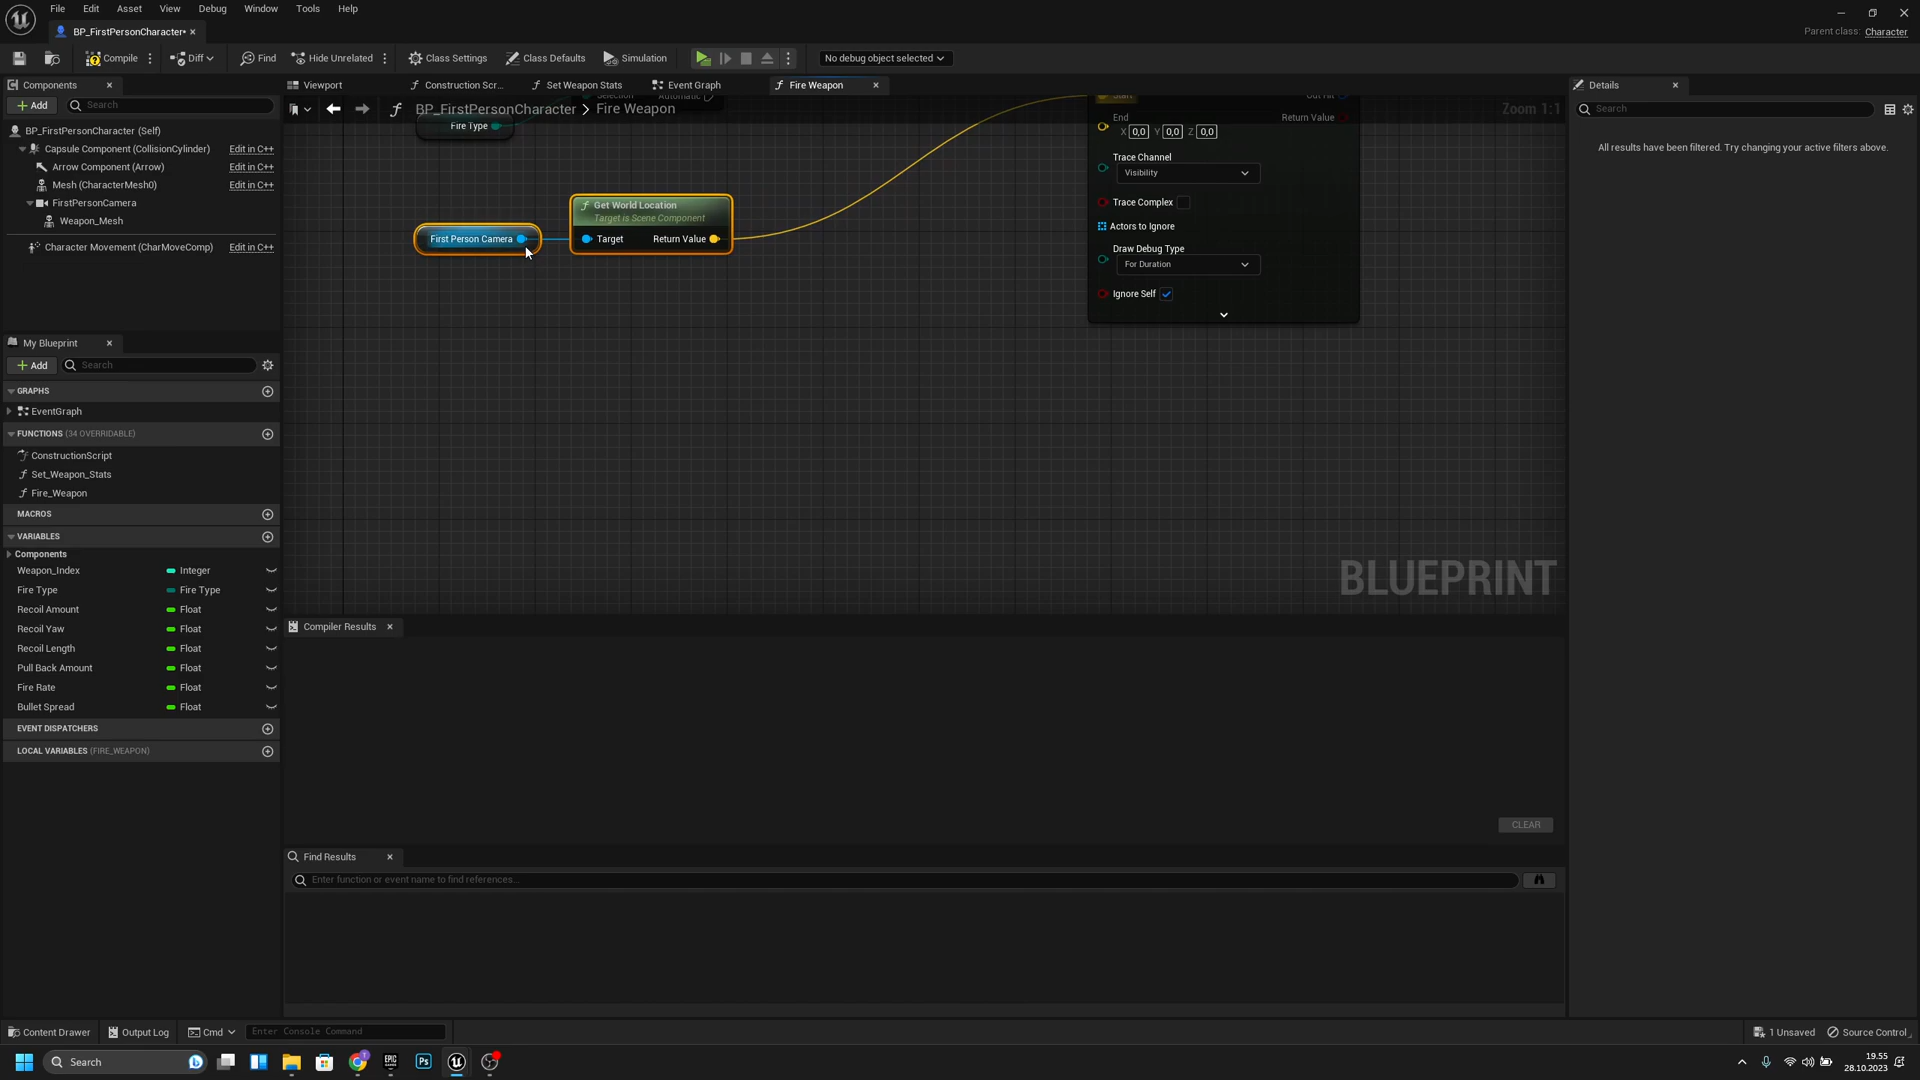 File Edit Asset View Debug Window Tools Help
BP_FirstPersonCharacter•
Parent class: Character
Compile Diff Find Hide Unrelated Class Settings Class Defaults Simulation No debug object selected
Components
Add Search
BP_FirstPersonCharacter (Self)
Capsule Component (CollisionCylinder) Edit in C++
Arrow Component (Arrow) Edit in C++
Mesh (CharacterMesh0) Edit in C++
FirstPersonCamera
Weapon_Mesh
Character Movement (CharMoveComp) Edit in C++
My Blueprint
Add Search
GRAPHS
EventGraph
FUNCTIONS (34 OVERRIDABLE)
ConstructionScript
Set_Weapon_Stats
Fire_Weapon
MACROS
VARIABLES
Components
Weapon_Index Integer
Fire Type Fire Type
Recoil Amount Float
Recoil Yaw Float
Recoil Length Float
Pull Back Amount Float
Fire Rate Float
Bullet Spread Float
EVENT DISPATCHERS
LOCAL VARIABLES (FIRE_WEAPON)
Viewport Construction Scr... Set Weapon Stats Event Graph Fire Weapon
BP_FirstPersonCharacter > Fire Weapon
Zoom 1:1
Selection Automatic
Fire Type
First Person Camera
Get World Location
Target is Scene Component
Target Return Value
Start Out Hit
End Return Value
X 0,0 Y 0,0 Z 0,0
Trace Channel
Visibility
Trace Complex
Actors to Ignore
Draw Debug Type
For Duration
Ignore Self
BLUEPRINT
Compiler Results
CLEAR
Find Results
Enter function or event name to find references...
Details
Search
All results have been filtered. Try changing your active filters above.
Content Drawer Output Log Cmd Enter Console Command
1 Unsaved Source Control
Search
EPIC
Ps
19.55
28.10.2023